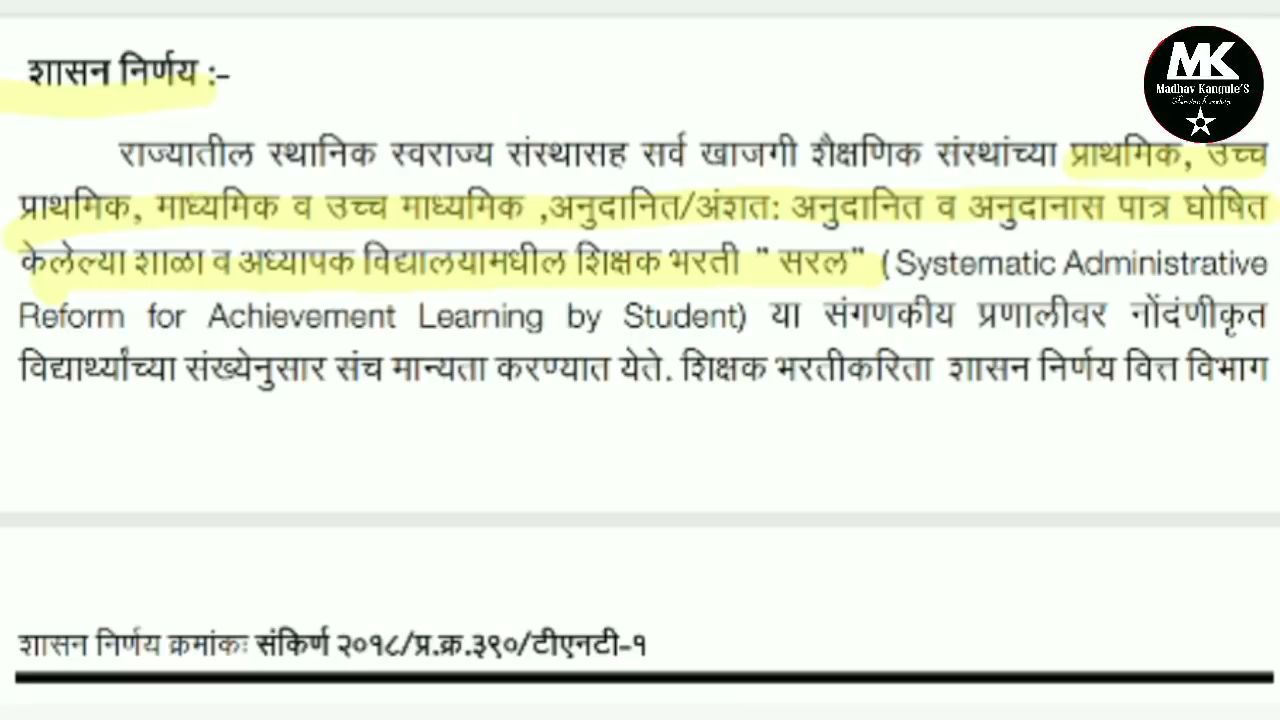 शासन निर्णय :-
MK
Madhav Kangule'S
राज्यातील स्थानिक स्वराज्य संस्थासह सर्व खाजगी शैक्षणिक संस्थांच्या प्राथमिक, उच्च
प्राथमिक, माध्यमिक व उच्च माध्यमिक ,अनुदानित/अंशत: अनुदानित व अनुदानास पात्र घोषित
केलेल्या शाळा व अध्यापक विद्यालयामधील शिक्षक भरती " सरल" ( Systematic Administrative
Reform for Achievement Learning by Student) या संगणकीय प्रणालीवर नोंदंणीकृत
विद्यार्थ्यांच्या संख्येनुसार संच मान्यता करण्यात येते. शिक्षक भरतीकरिता शासन निर्णय वित्त विभाग
शासन निर्णय क्रमांकः संकिर्ण २०१८/प्र.क्र.३९०/टीएनटी-१